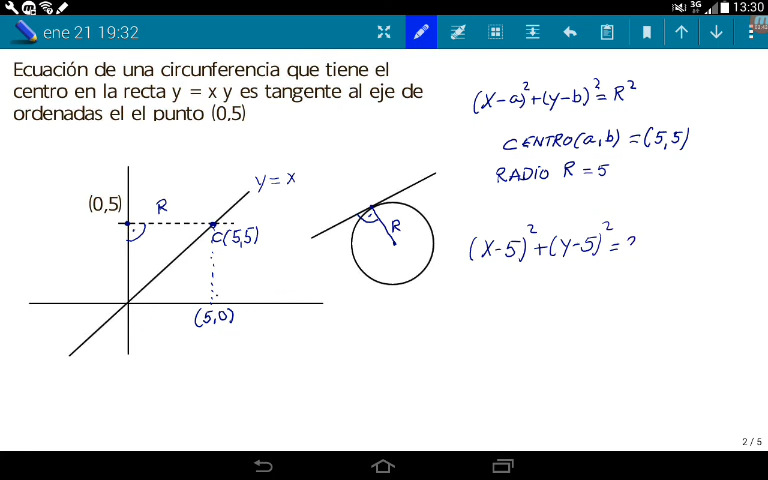 3G 13:30
ene 21 19:32
Ecuación de una circunferencia que tiene el
centro en la recta y = x y es tangente al eje de
ordenadas el el punto (0,5)
(X-a)²+(y-b)²=R²
CENTRO(a,b) =(5,5)
RADIO R=5
(X-5)²+(Y-5)²=2
Y=X
(0,5)
R
C(5,5)
(5,0)
R
2 / 5